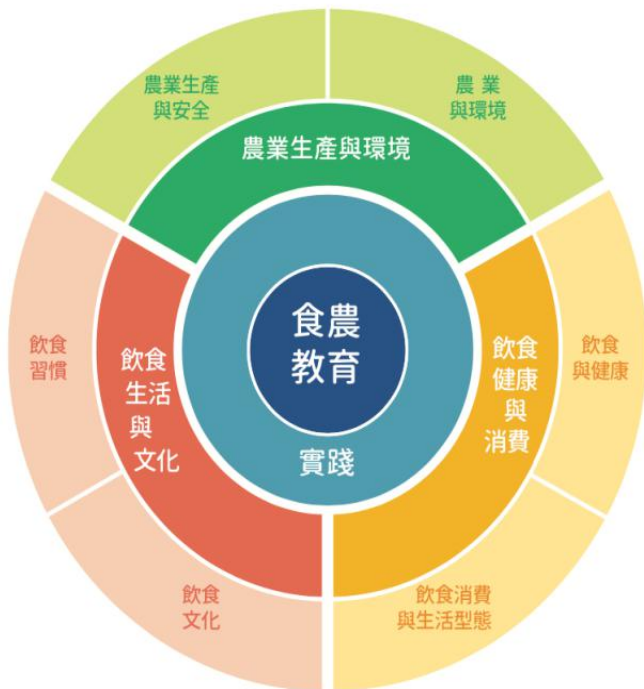 農業生產
與安全
農 業
與環境
農業生產與環境
食農
教育
實踐
飲食
習慣
飲食
生活
與
文化
飲食
健康
與
消費
飲食
與健康
飲食
文化
飲食消費
與生活型態